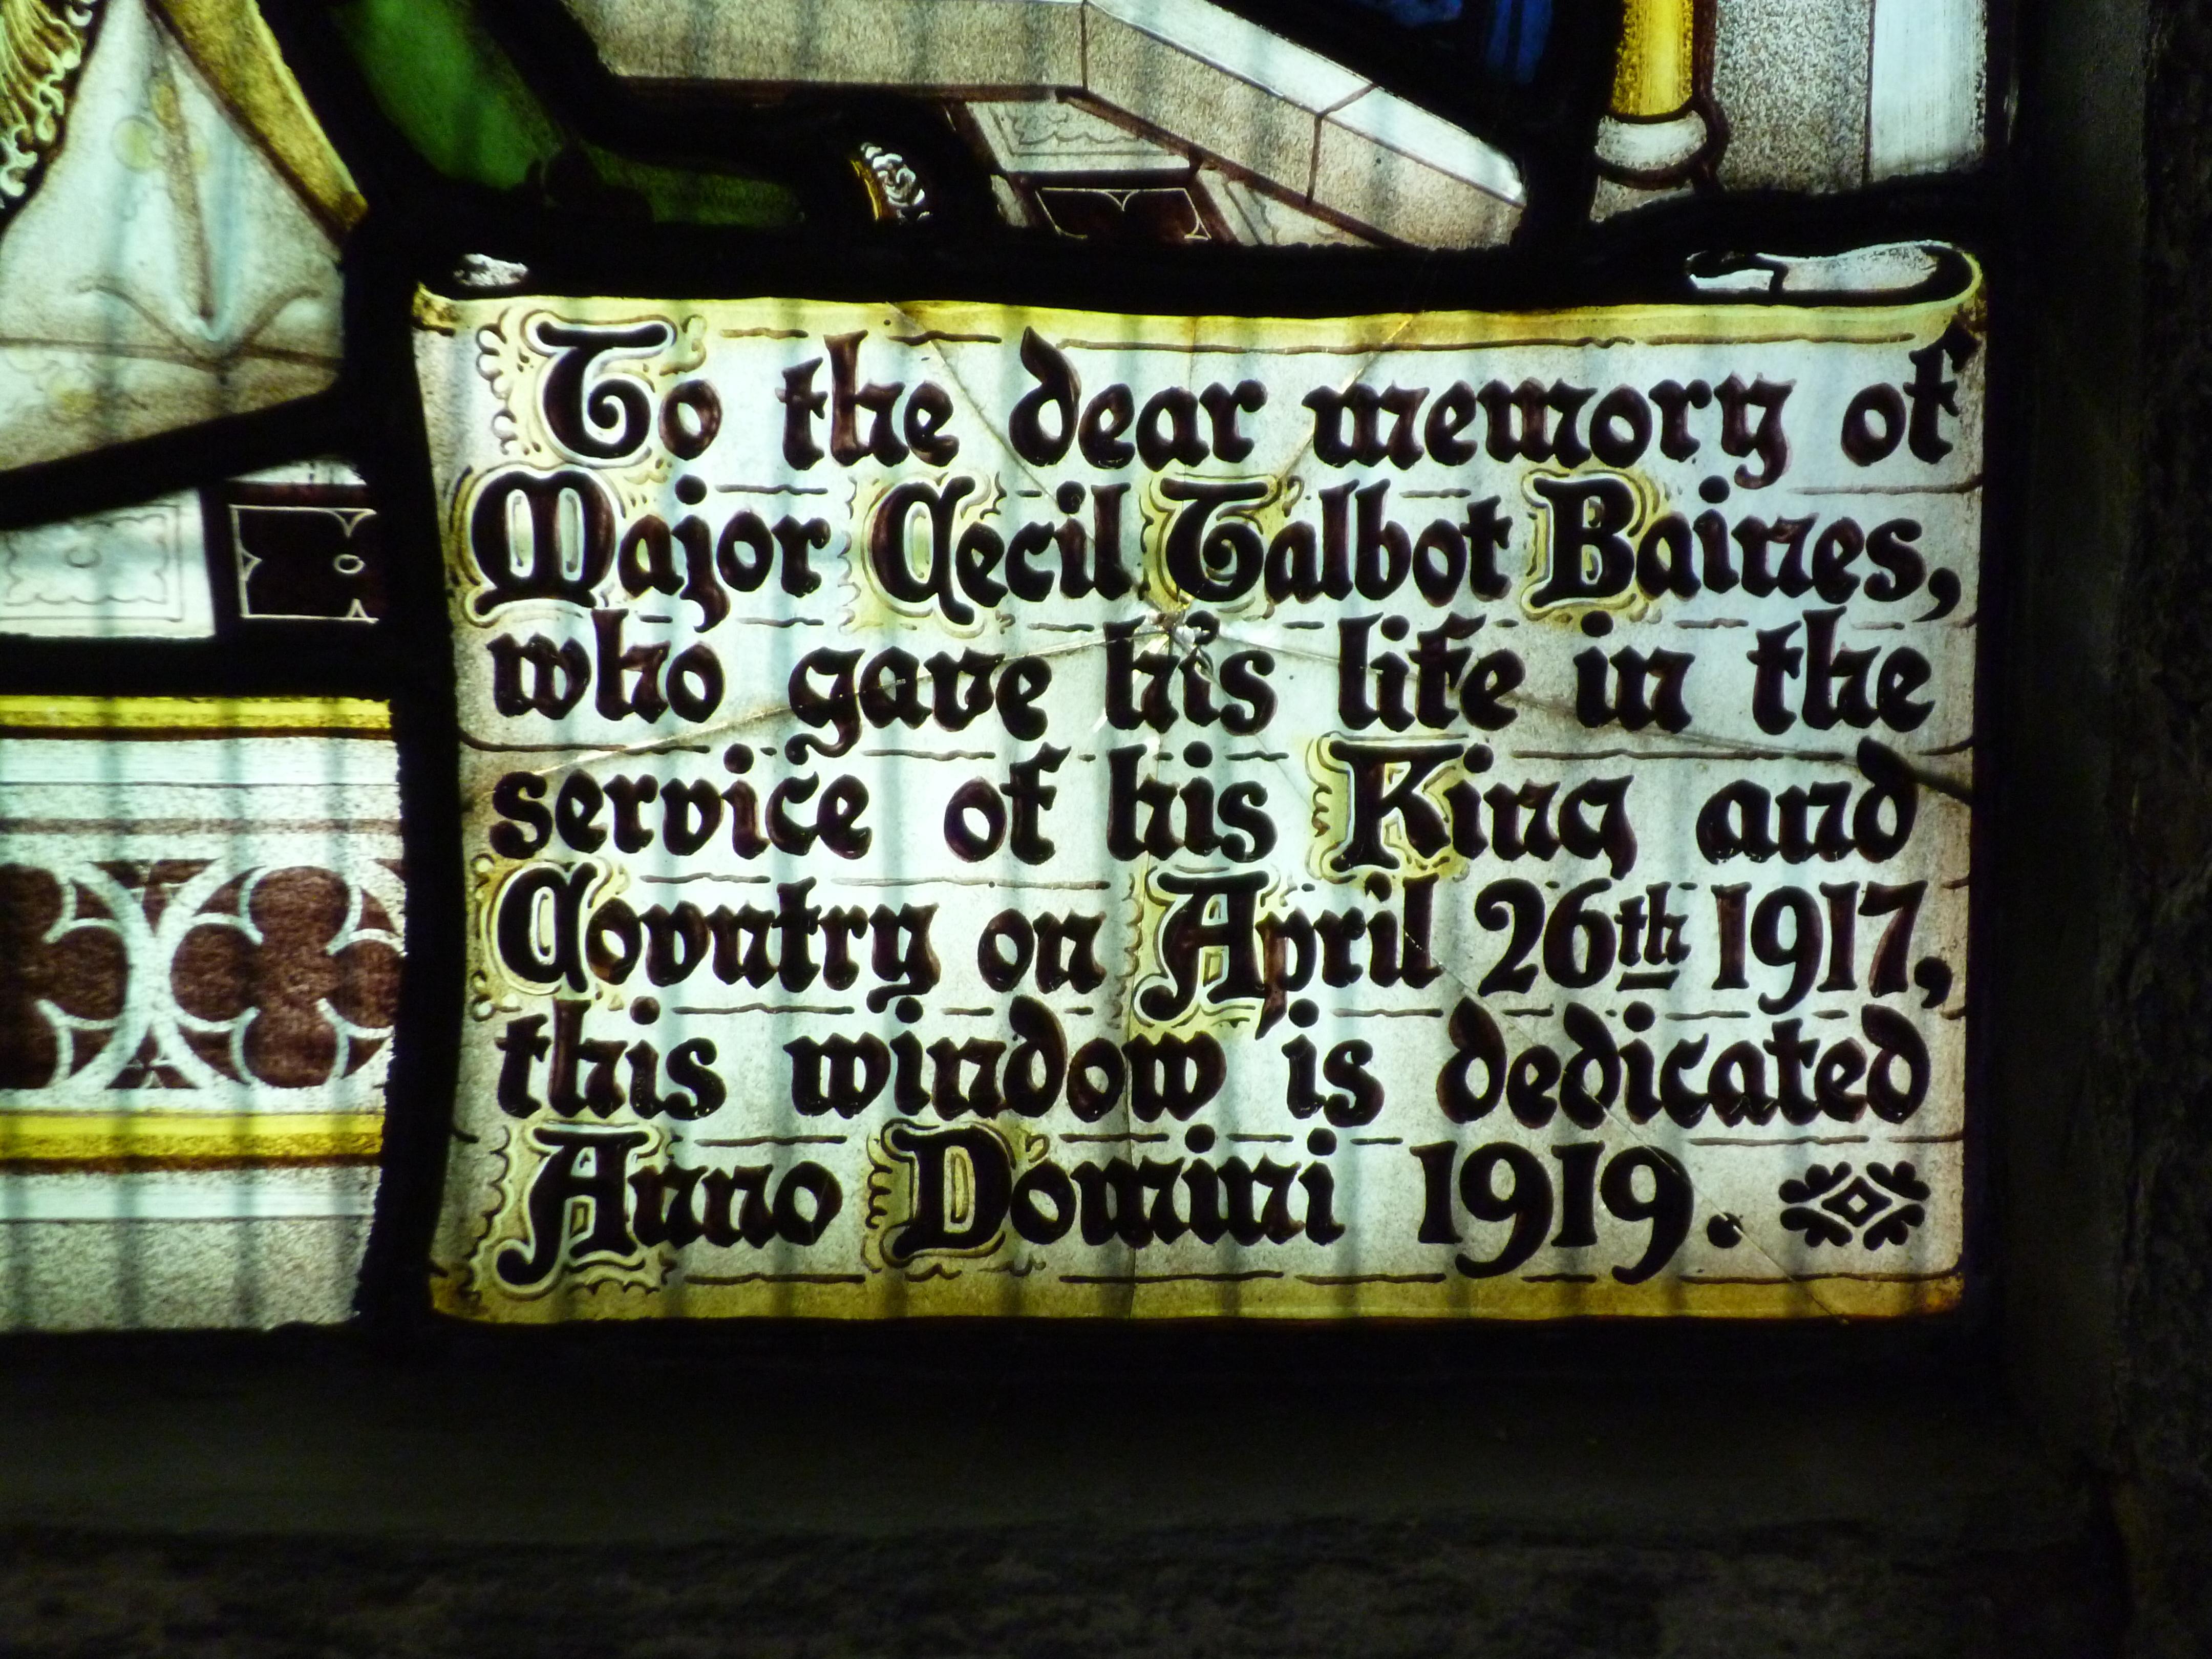 To the dear memory of
Major Cecil Talbot Baines,
who gave his life in the
service of his King and
Covntry on April 26th 1917,
this window is dedicated
Anno Domini 1919.